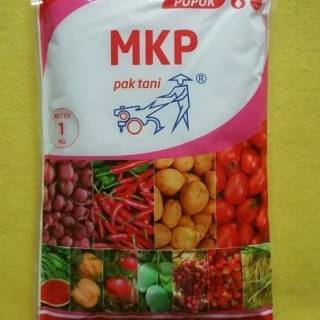 PUPUK
MKP
pak tani ®
NETTO
1
KG